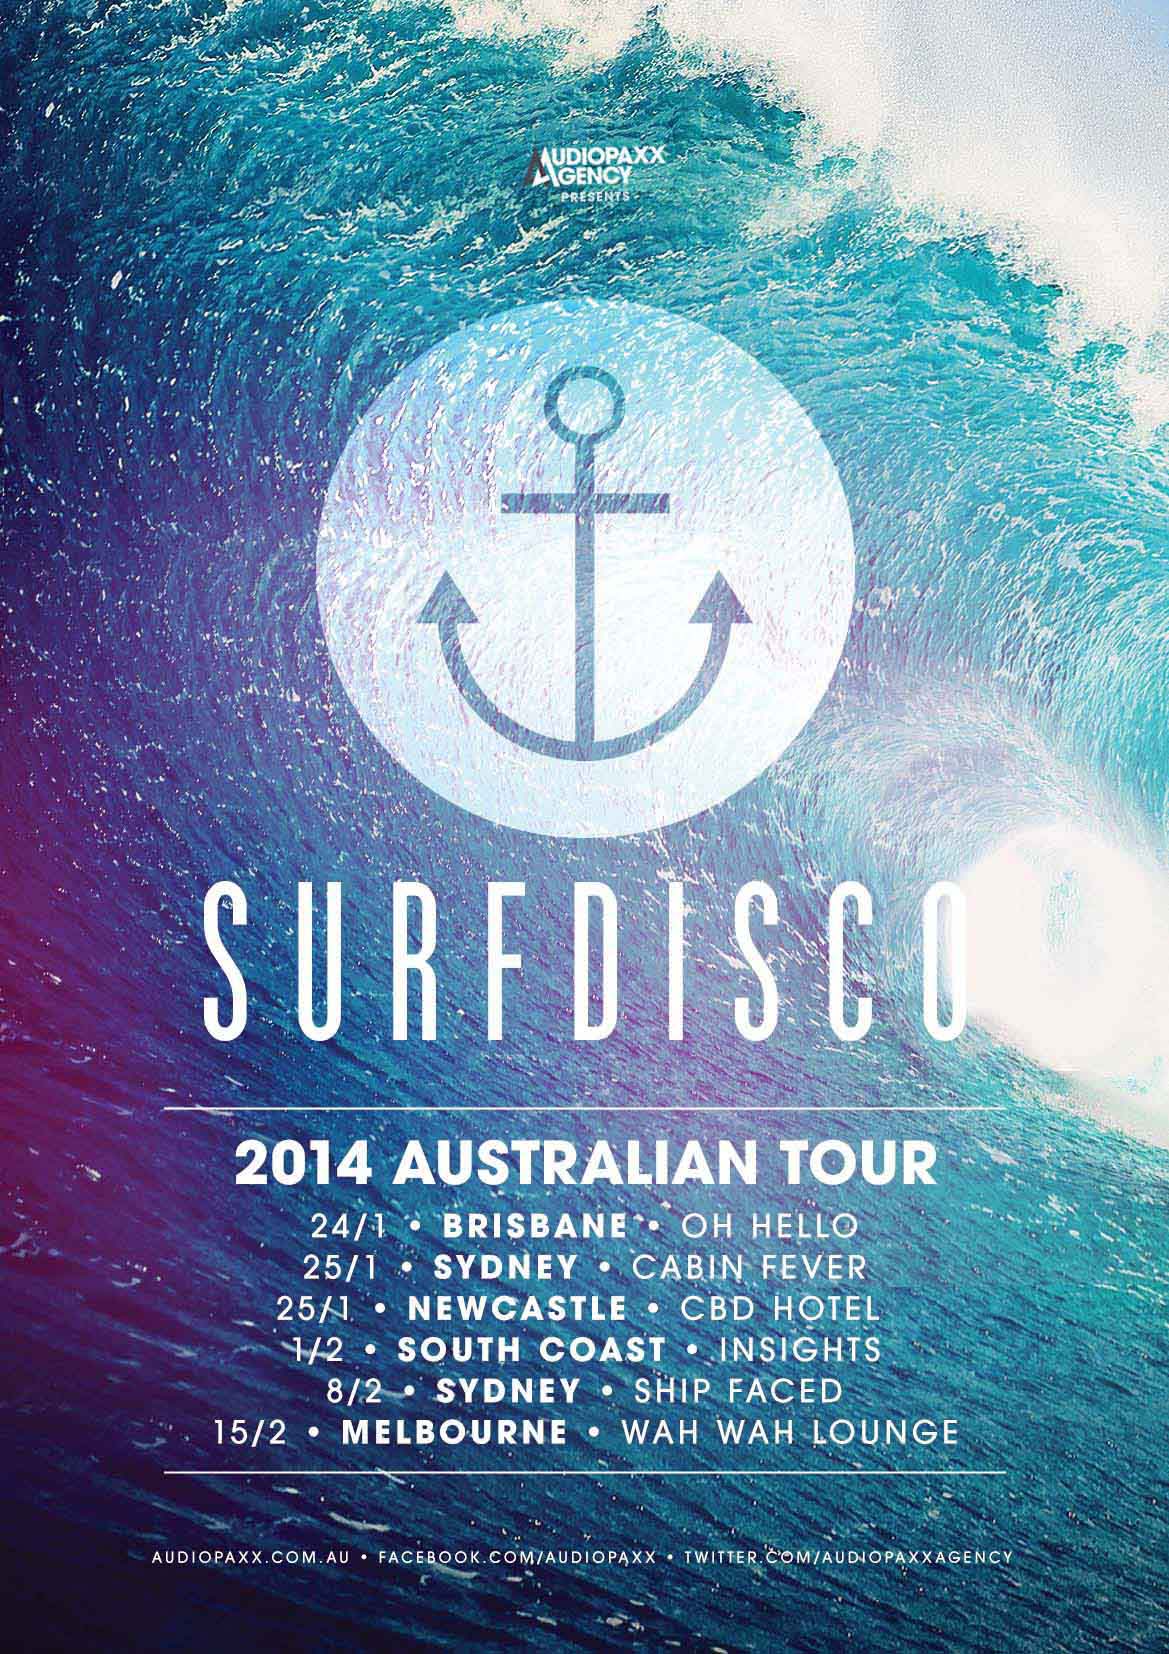 AUDIOPAXX
AGENCY
PRESENTS
SURFDISCO
2014 AUSTRALIAN TOUR
24/1 • BRISBANE • OH HELLO
25/1 • SYDNEY • CABIN FEVER
25/1 • NEWCASTLE • CBD HOTEL
1/2 • SOUTH COAST • INSIGHTS
8/2 • SYDNEY • SHIP FACED
15/2 • MELBOURNE • WAH WAH LOUNGE
AUDIOPAXX.COM.AU • FACEBOOK.COM/AUDIOPAXX • TWITTER.COM/AUDIOPAXXAGENCY